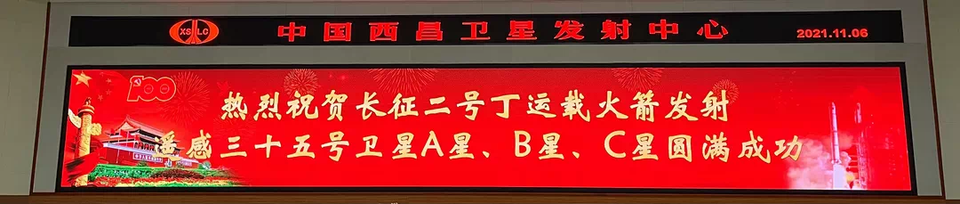 XSLC 中国西昌卫星发射中心 2021.11.06
100
热烈祝贺长征二号丁运载火箭发射
遥感三十五号卫星A星、B星、C星圆满成功